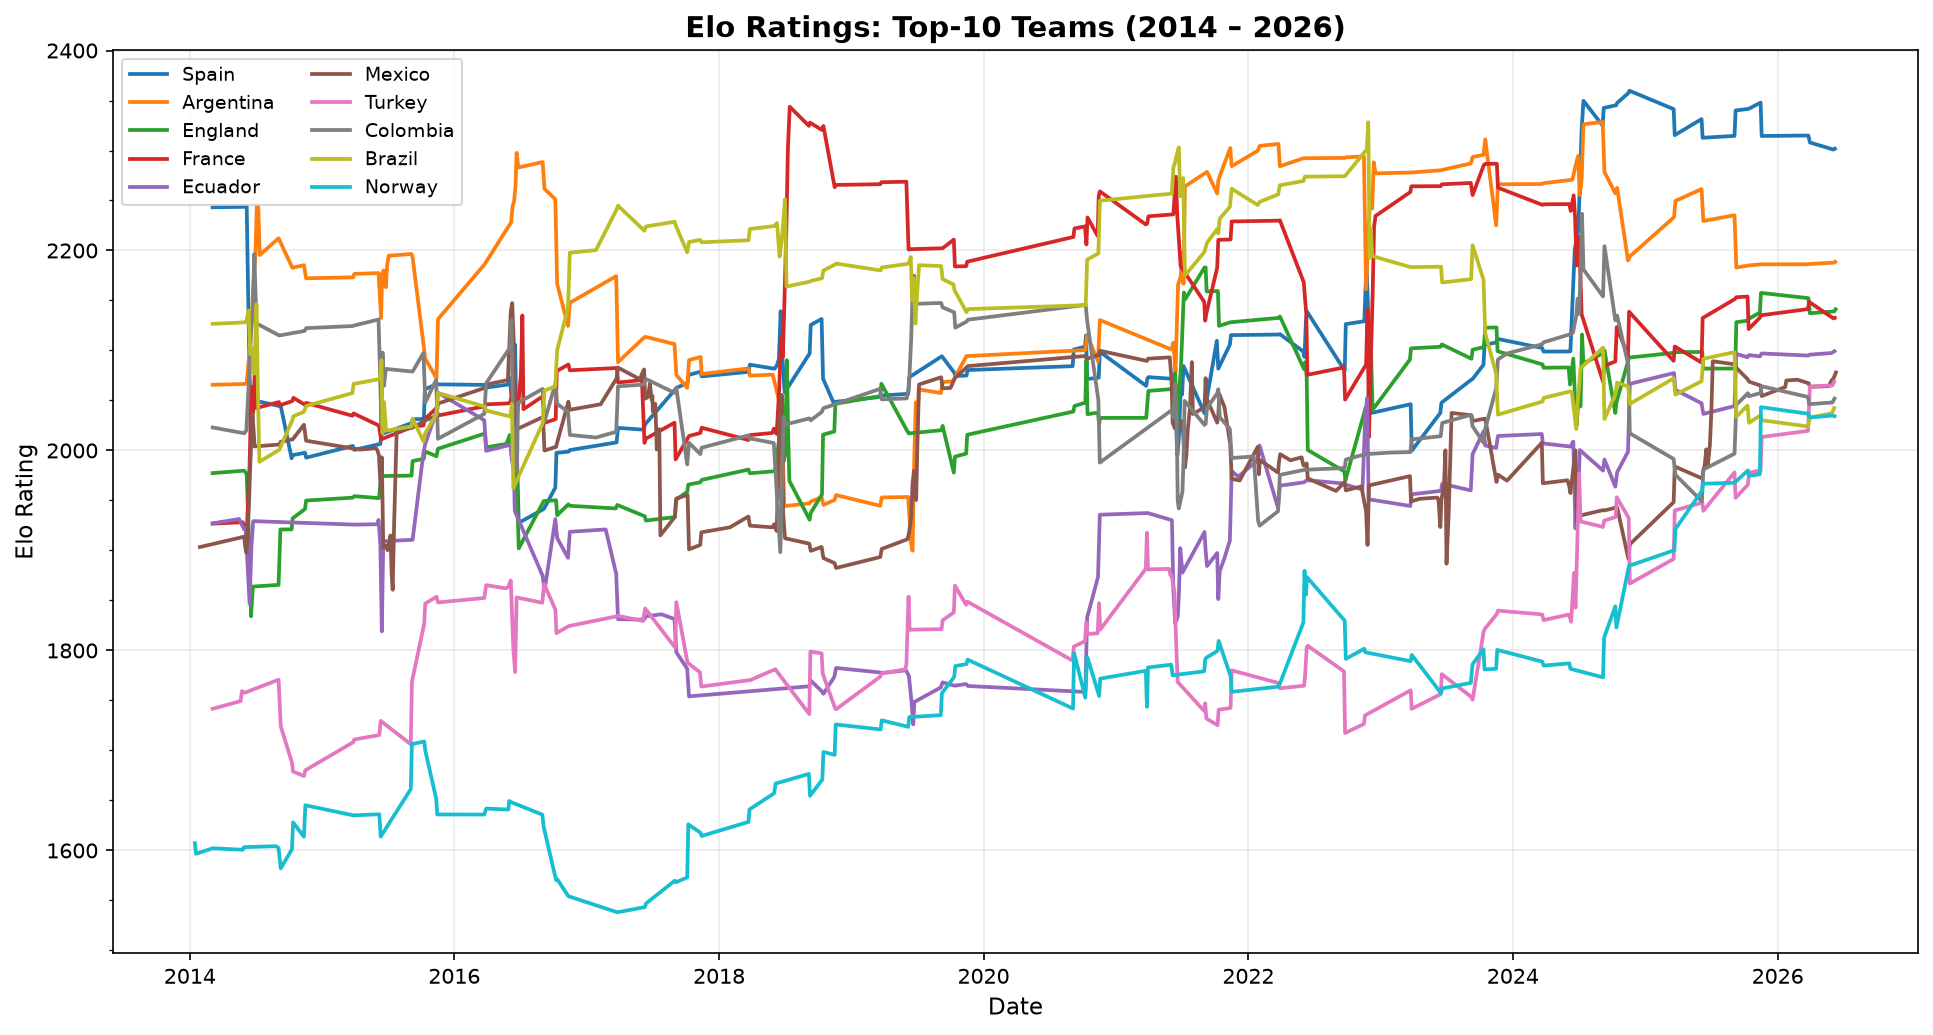 Elo Ratings: Top-10 Teams (2014 – 2026)
Elo Rating
2400
2200
2000
1800
1600
Spain
Argentina
England
France
Ecuador
Mexico
Turkey
Colombia
Brazil
Norway
2014
2016
2018
2020
2022
2024
2026
Date